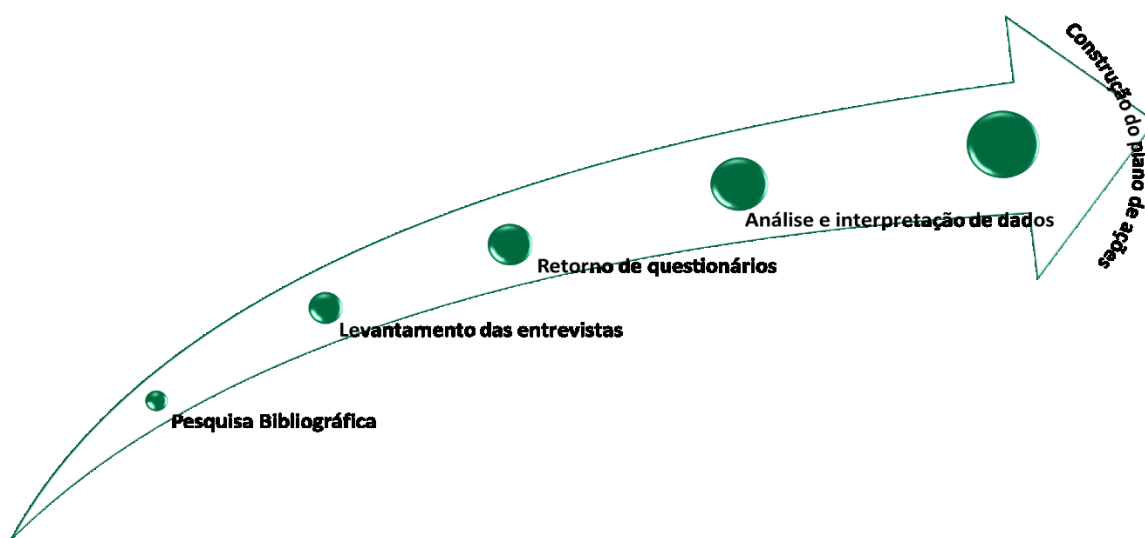 Pesquisa Bibliográfica
Levantamento das entrevistas
Retorno de questionários
Análise e interpretação de dados
Construção do plano de ações